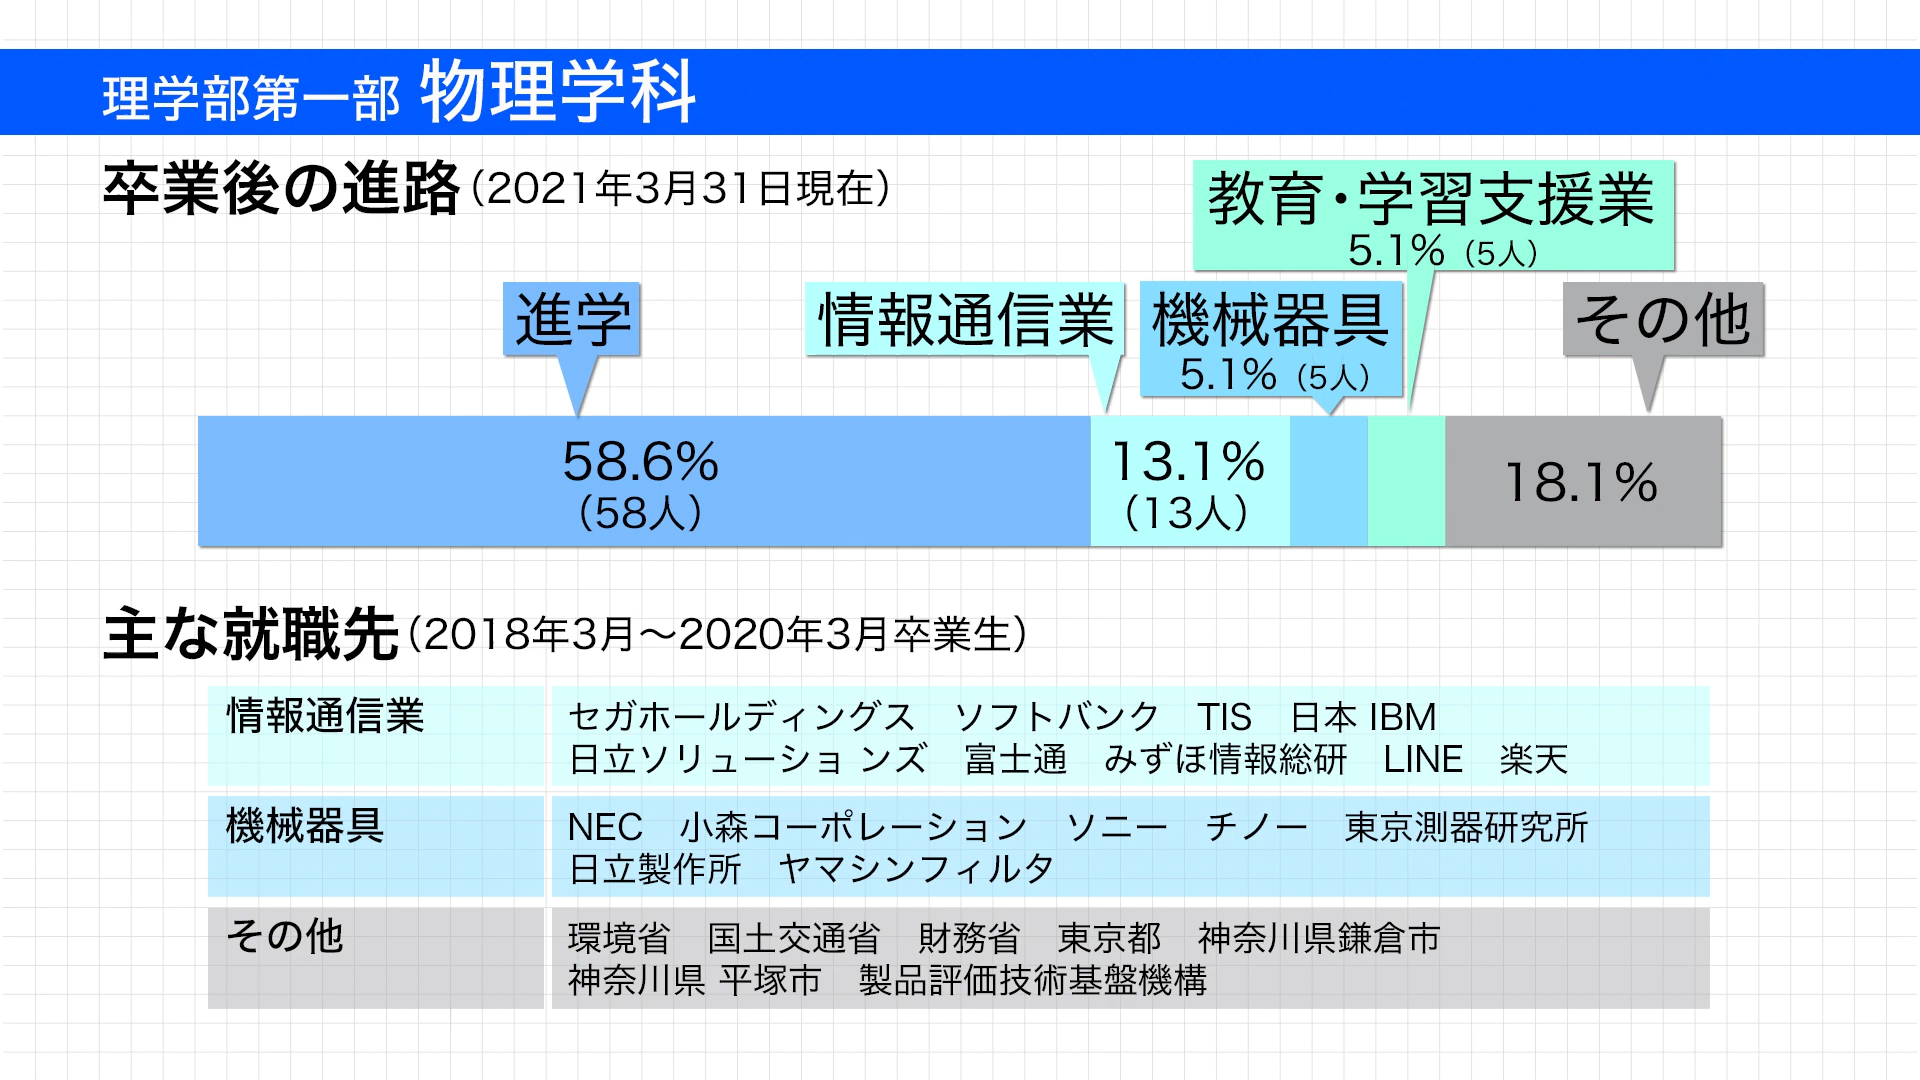 理学部第一部 物理学科
卒業後の進路（2021年3月31日現在）
教育・学習支援業
5.1%（5人）
進学
情報通信業
機械器具
5.1%（5人）
その他
58.6%
（58人）
13.1%
（13人）
18.1%
主な就職先（2018年3月～2020年3月卒業生）
情報通信業
セガホールディングス　ソフトバンク　TIS　日本 IBM
日立ソリューショ ンズ　富士通　みずほ情報総研　LINE　楽天
機械器具
NEC　小森コーポレーション　ソニー　チノー　東京測器研究所
日立製作所　ヤマシンフィルタ
その他
環境省　国土交通省　財務省　東京都　神奈川県鎌倉市
神奈川県 平塚市　製品評価技術基盤機構